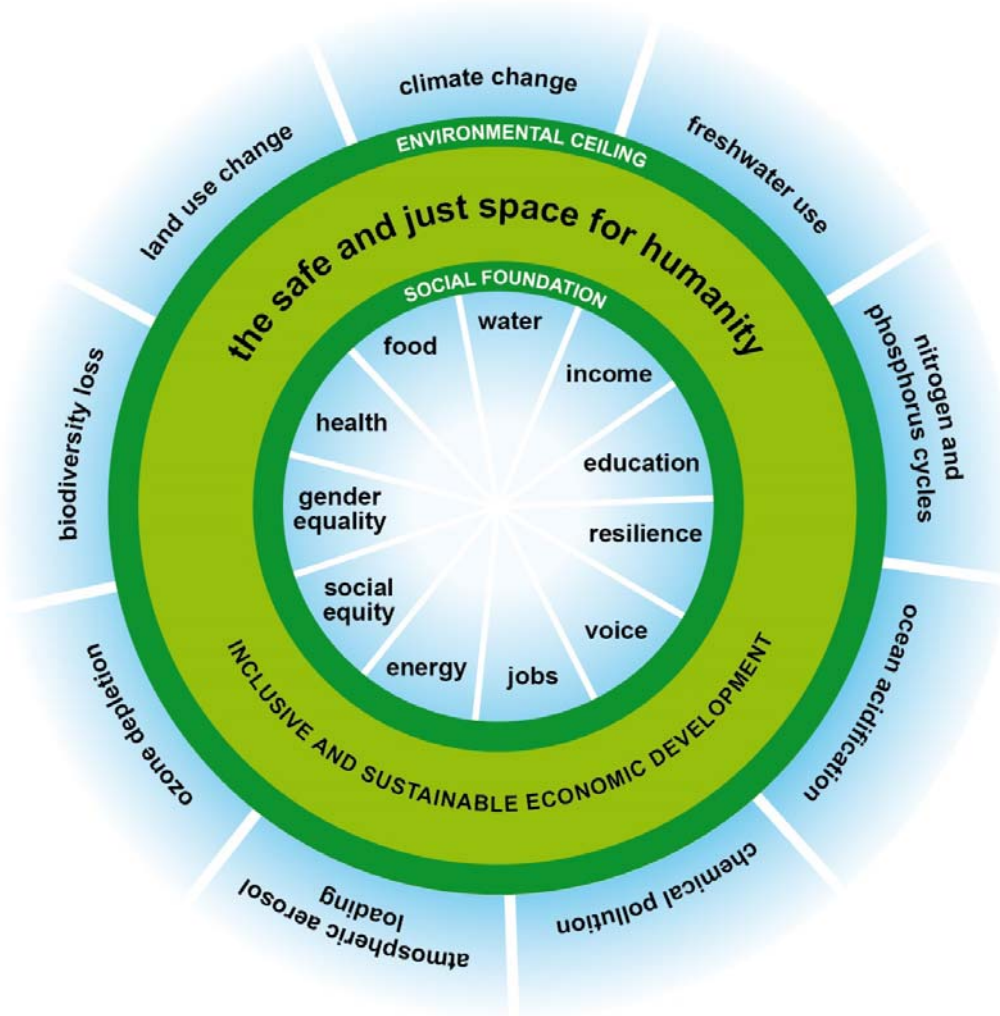 climate change
freshwater use
nitrogen and
phosphorus cycles
ocean acidification
chemical pollution
atmospheric aerosol
loading
ozone depletion
biodiversity loss
land use change
ENVIRONMENTAL CEILING
the safe and just space for humanity
SOCIAL FOUNDATION
water
income
education
resilience
voice
jobs
energy
social
equity
gender
equality
health
food
INCLUSIVE AND SUSTAINABLE ECONOMIC DEVELOPMENT